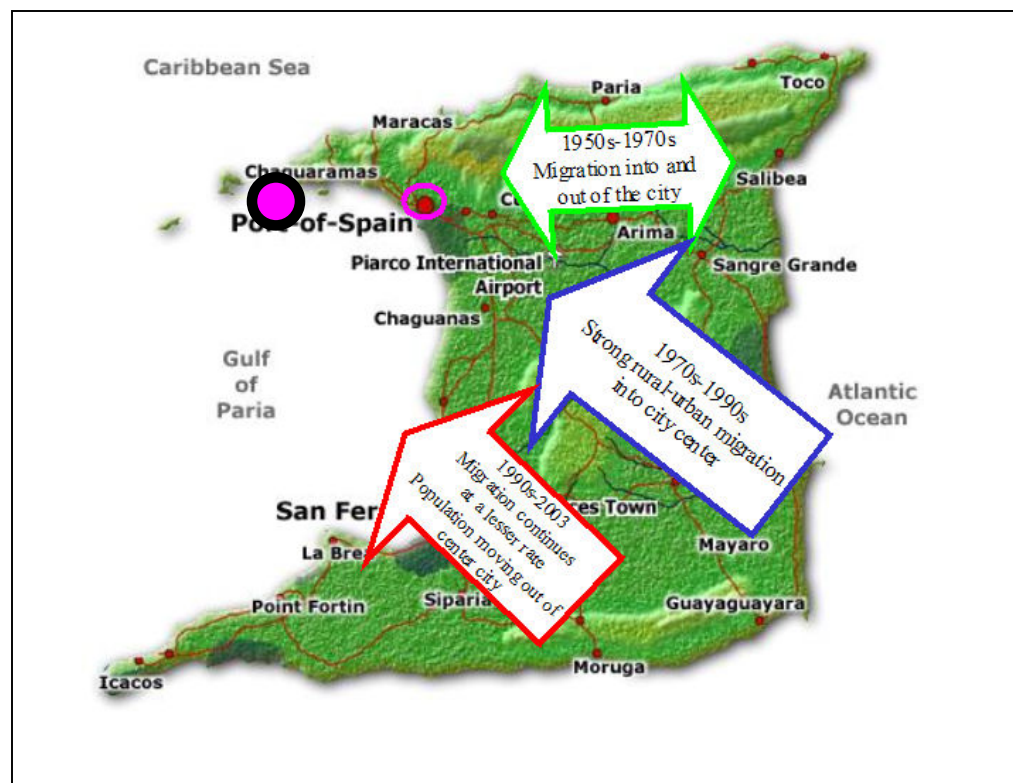 Caribbean Sea
Toco
Paria
Maracas
1950s-1970s
Migration into and
out of the city
Chaguaramas
Salibea
Port-of-Spain
Arima
Piarco International
Airport
Sangre Grande
Chaguanas
1970s-1990s
Strong rural-urban migration
into city center
Gulf
of
Paria
Atlantic
Ocean
1990s-2003
Migration continues
at a lesser rate
Population moving out of
center city
San Fer
ces Town
La Brea
Mayaro
Point Fortin
Siparia
Guayaguayara
Moruga
Icacos